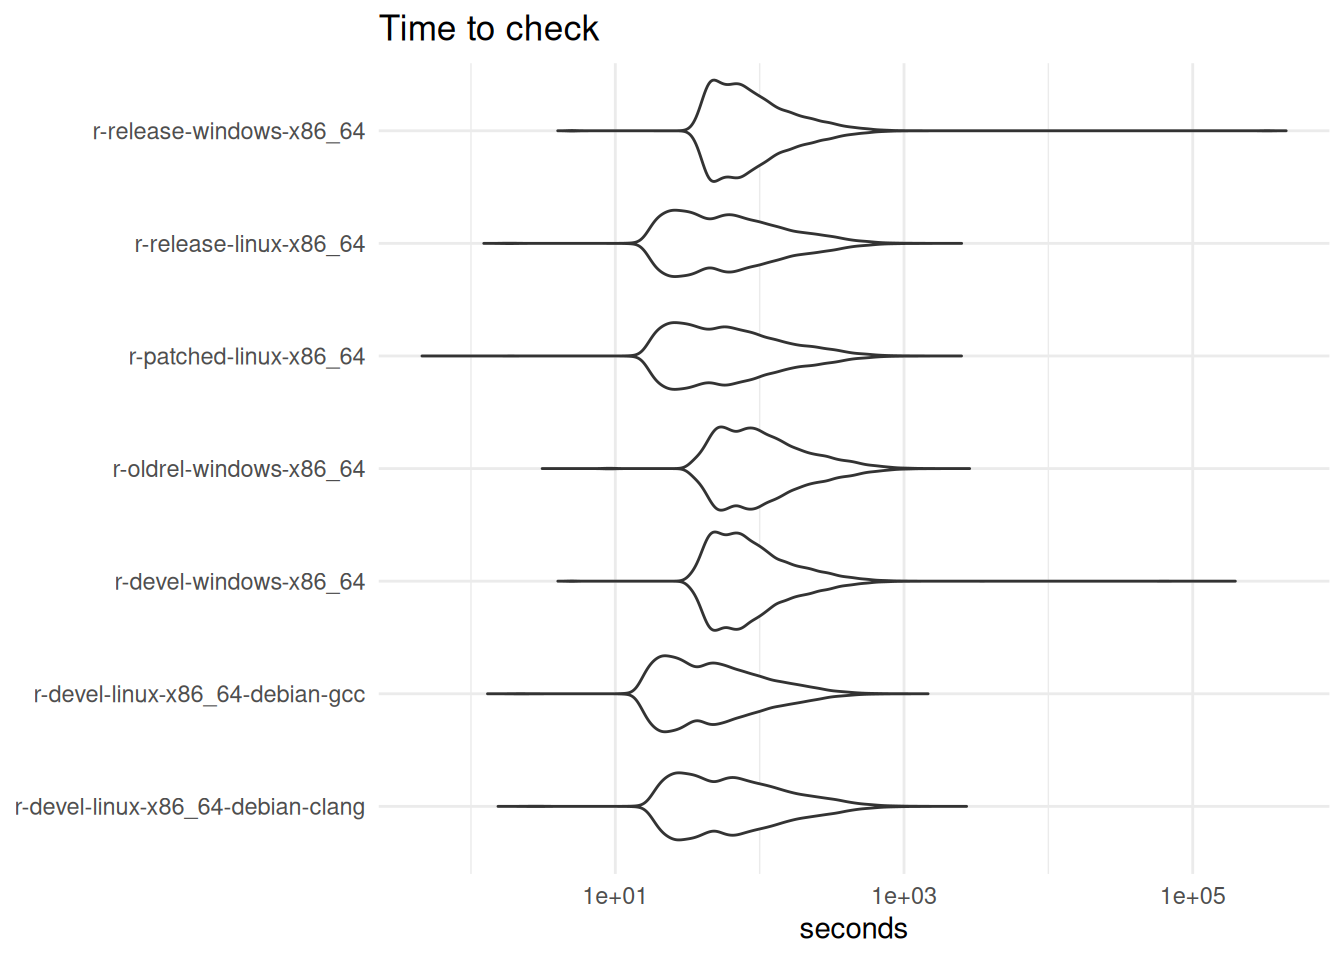 Time to check
r-release-windows-x86_64
r-release-linux-x86_64
r-patched-linux-x86_64
r-oldrel-windows-x86_64
r-devel-windows-x86_64
r-devel-linux-x86_64-debian-gcc
r-devel-linux-x86_64-debian-clang
1e+01 1e+03 1e+05
seconds